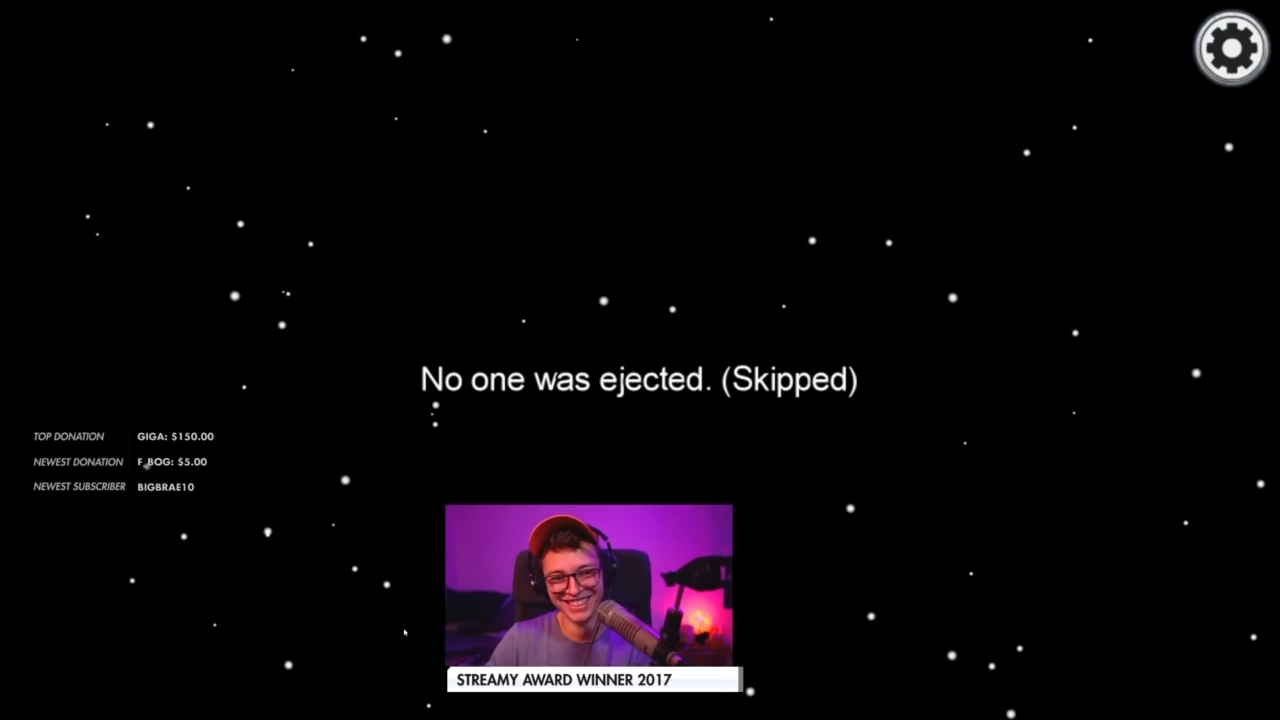 No one was ejected. (Skipped)
TOP DONATION GIGA: $150.00
NEWEST DONATION F_BOG: $5.00
NEWEST SUBSCRIBER BIGBRAE10
STREAMY AWARD WINNER 2017